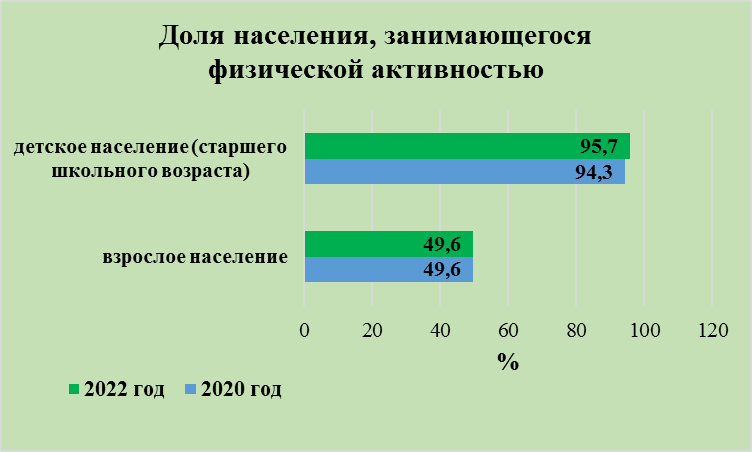 Доля населения, занимающегося
физической активностью
детское население (старшего
школьного возраста)
95,7
94,3
взрослое население
49,6
49,6
0 20 40 60 80 100 120
%
2022 год 2020 год